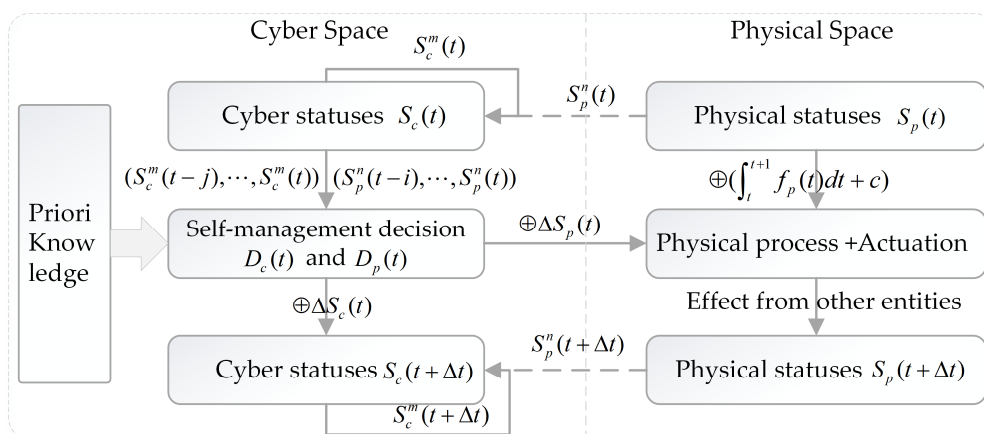 Cyber Space
Physical Space
S_c^m(t)
S_p^n(t)
Cyber statuses S_c(t)
Physical statuses S_p(t)
(S_c^m(t−j),⋯,S_c^m(t)) (S_p^n(t−i),⋯,S_p^n(t))
⊕(∫_t^{t+1} f_p(t)dt+c)
Priori
Know
ledge
Self-management decision
D_c(t) and D_p(t)
⊕ΔS_p(t)
Physical process +Actuation
⊕ΔS_c(t)
Effect from other entities
S_p^n(t+Δt)
Cyber statuses S_c(t+Δt)
Physical statuses S_p(t+Δt)
S_c^m(t+Δt)